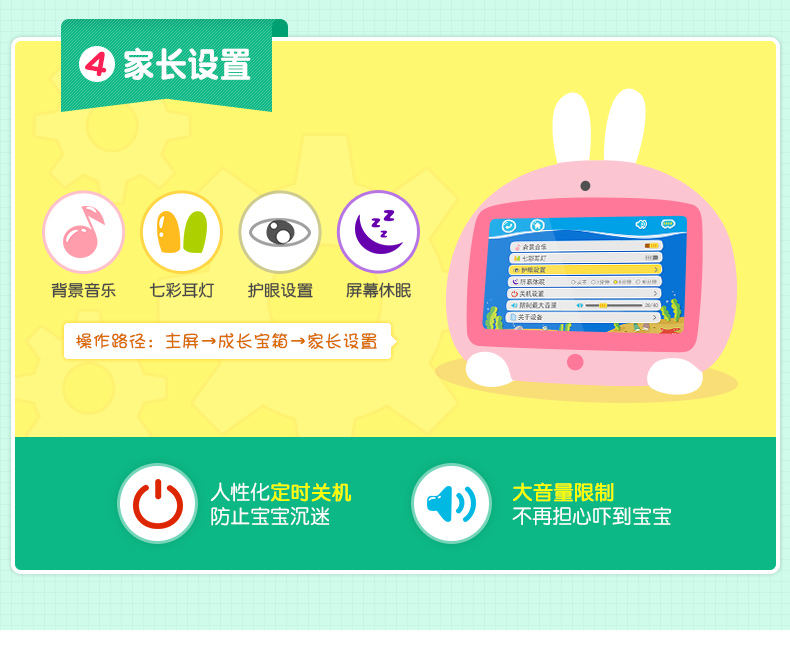 4 家长设置
背景音乐 七彩耳灯 护眼设置 屏幕休眠
操作路径：主屏→成长宝箱→家长设置
背景音乐
七彩耳灯
护眼设置
屏幕休眠
关机设置
限制最大音量
关于设备
人性化定时关机
防止宝宝沉迷
大音量限制
不再担心吓到宝宝